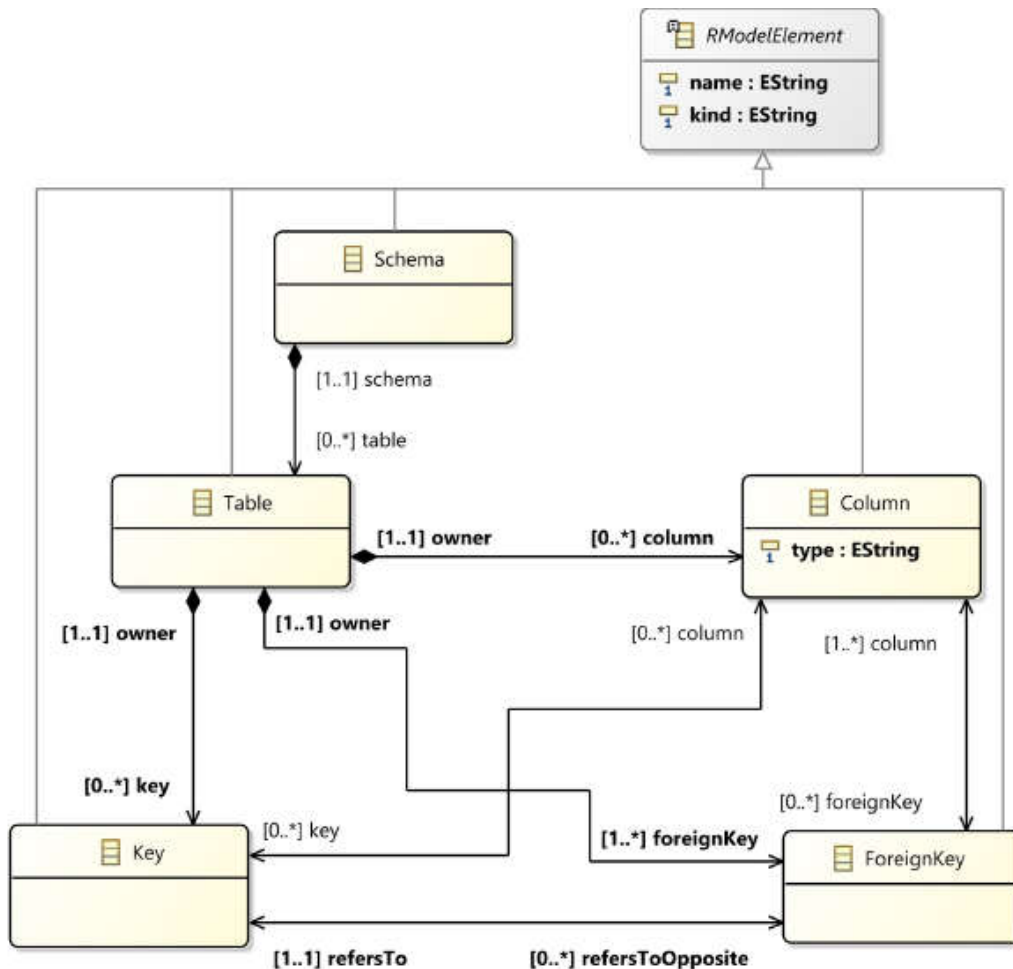 RModelElement
name : EString
kind : EString
Schema
[1..1] schema
[0..*] table
Table
[1..1] owner
[0..*] column
Column
type : EString
[1..1] owner
[1..1] owner
[0..*] column
[1..*] column
[0..*] key
[0..*] key
[1..*] foreignKey
[0..*] foreignKey
Key
ForeignKey
[1..1] refersTo
[0..*] refersToOpposite